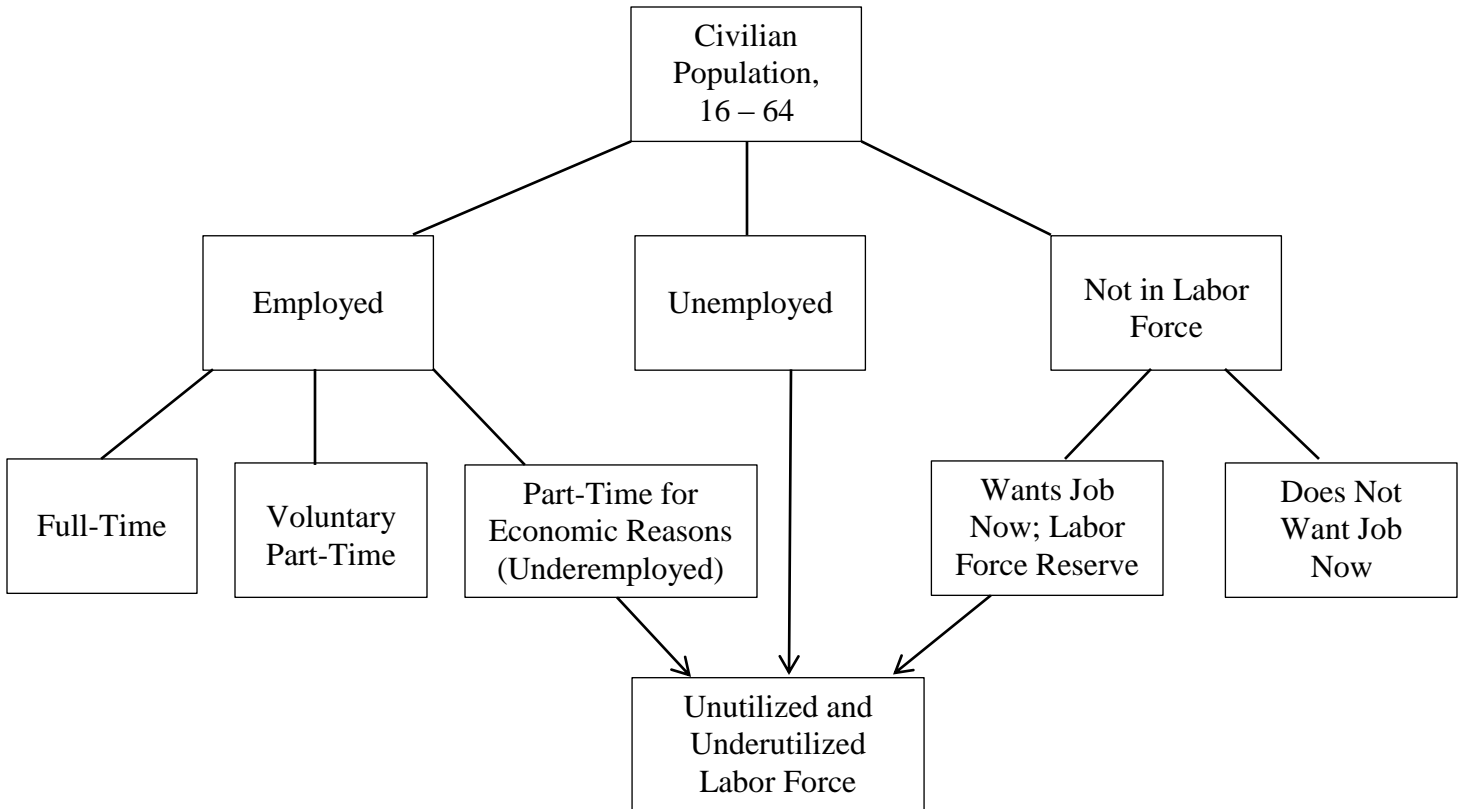 Civilian
Population,
16 – 64
Employed
Unemployed
Not in Labor
Force
Full-Time
Voluntary
Part-Time
Part-Time for
Economic Reasons
(Underemployed)
Wants Job
Now; Labor
Force Reserve
Does Not
Want Job
Now
Unutilized and
Underutilized
Labor Force